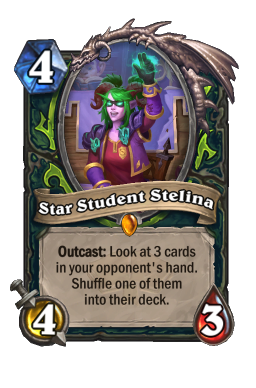 4
Star Student Stelina
Outcast: Look at 3 cards
in your opponent's hand.
Shuffle one of them
into their deck.
4
3